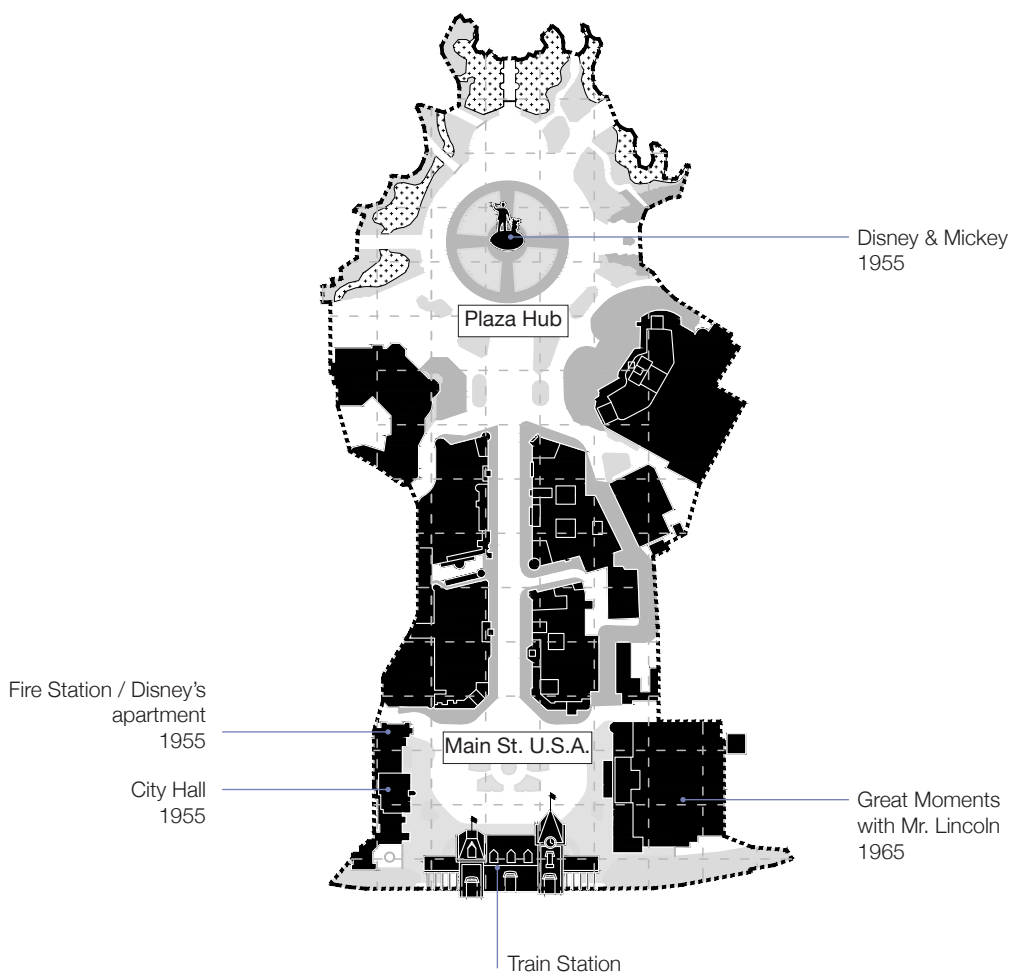 Disney & Mickey
1955
Plaza Hub
Fire Station / Disney’s
apartment
1955
Main St. U.S.A.
City Hall
1955
Great Moments
with Mr. Lincoln
1965
Train Station